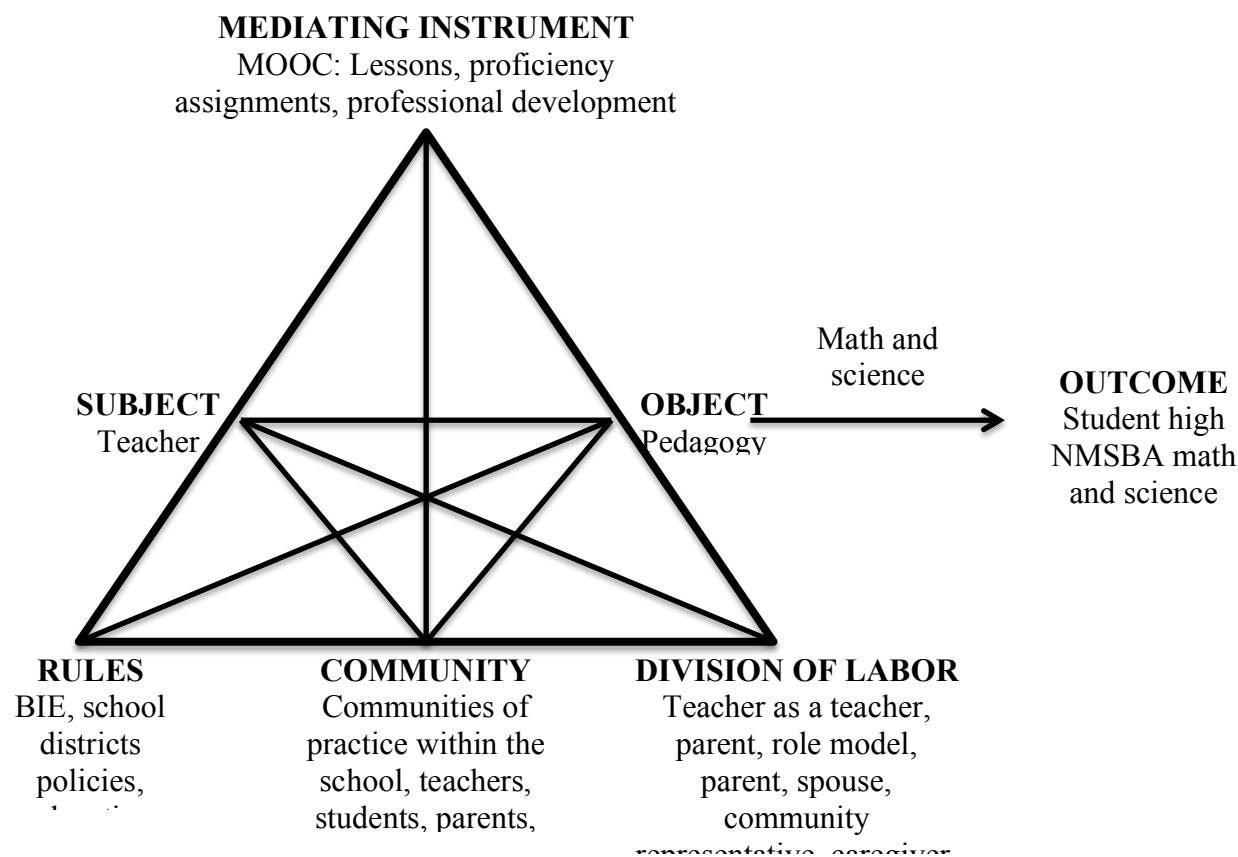 MEDIATING INSTRUMENT
MOOC: Lessons, proficiency
assignments, professional development
SUBJECT
Teacher
OBJECT
Pedagogy
Math and
science
OUTCOME
Student high
NMSBA math
and science
RULES
BIE, school
districts
policies,
COMMUNITY
Communities of
practice within the
school, teachers,
students, parents,
DIVISION OF LABOR
Teacher as a teacher,
parent, role model,
parent, spouse,
community
representative, caregiver